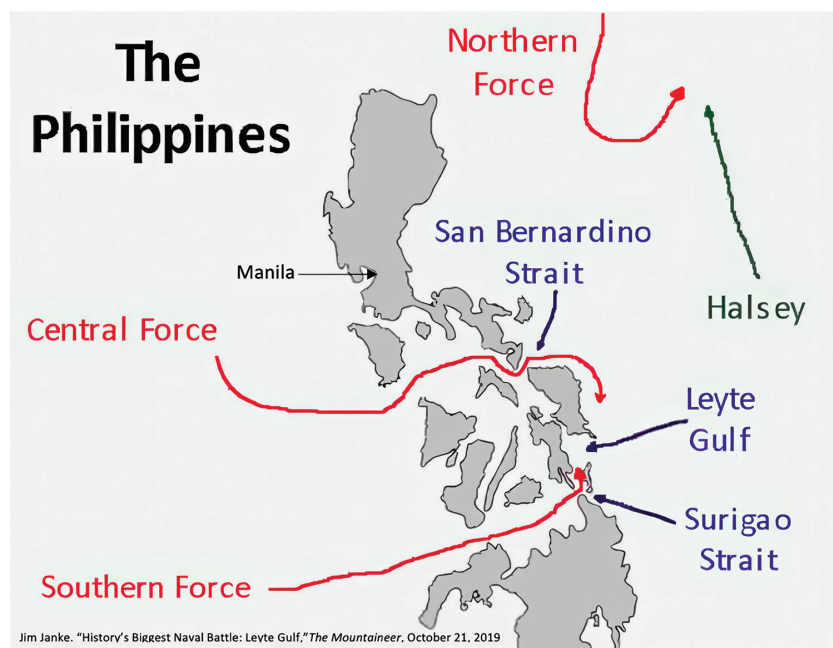 The
Philippines
Northern
Force
San Bernardino
Strait
Manila
Halsey
Central Force
Leyte
Gulf
Surigao
Strait
Southern Force
Jim Janke. “History’s Biggest Naval Battle: Leyte Gulf,”The Mountaineer, October 21, 2019